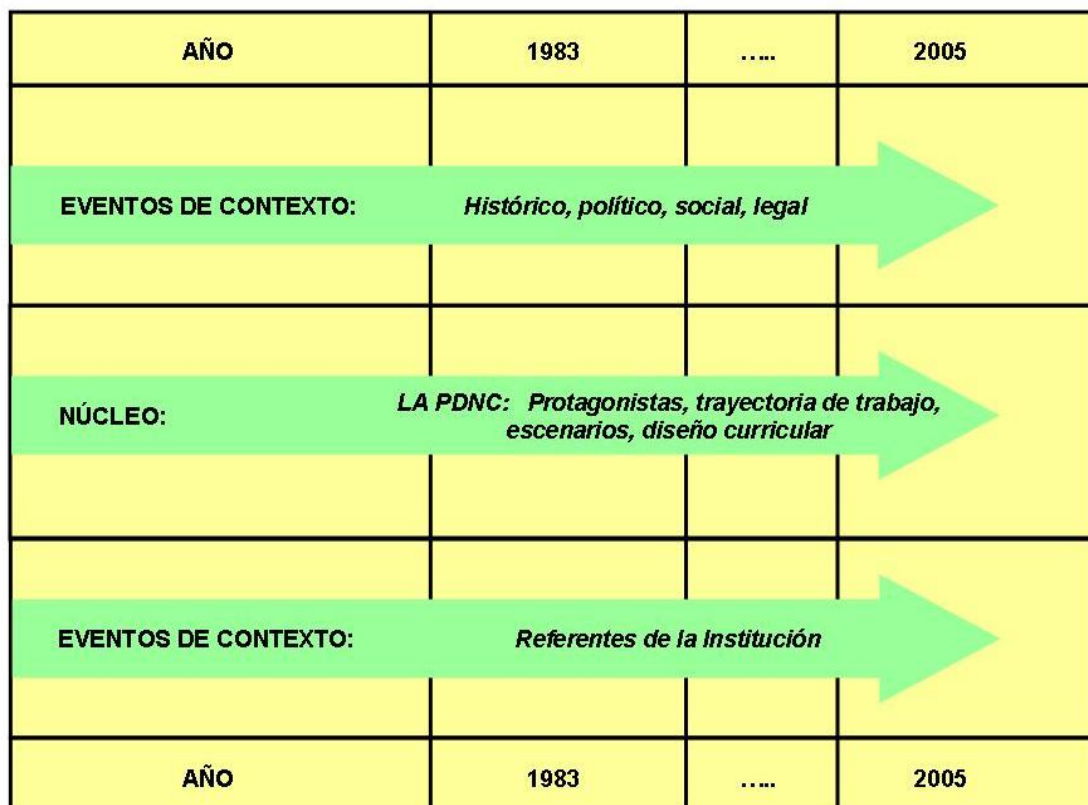 AÑO 1983 ..... 2005
EVENTOS DE CONTEXTO: Histórico, político, social, legal
NÚCLEO: LA PDNC: Protagonistas, trayectoria de trabajo,
escenarios, diseño curricular
EVENTOS DE CONTEXTO: Referentes de la Institución
AÑO 1983 ..... 2005